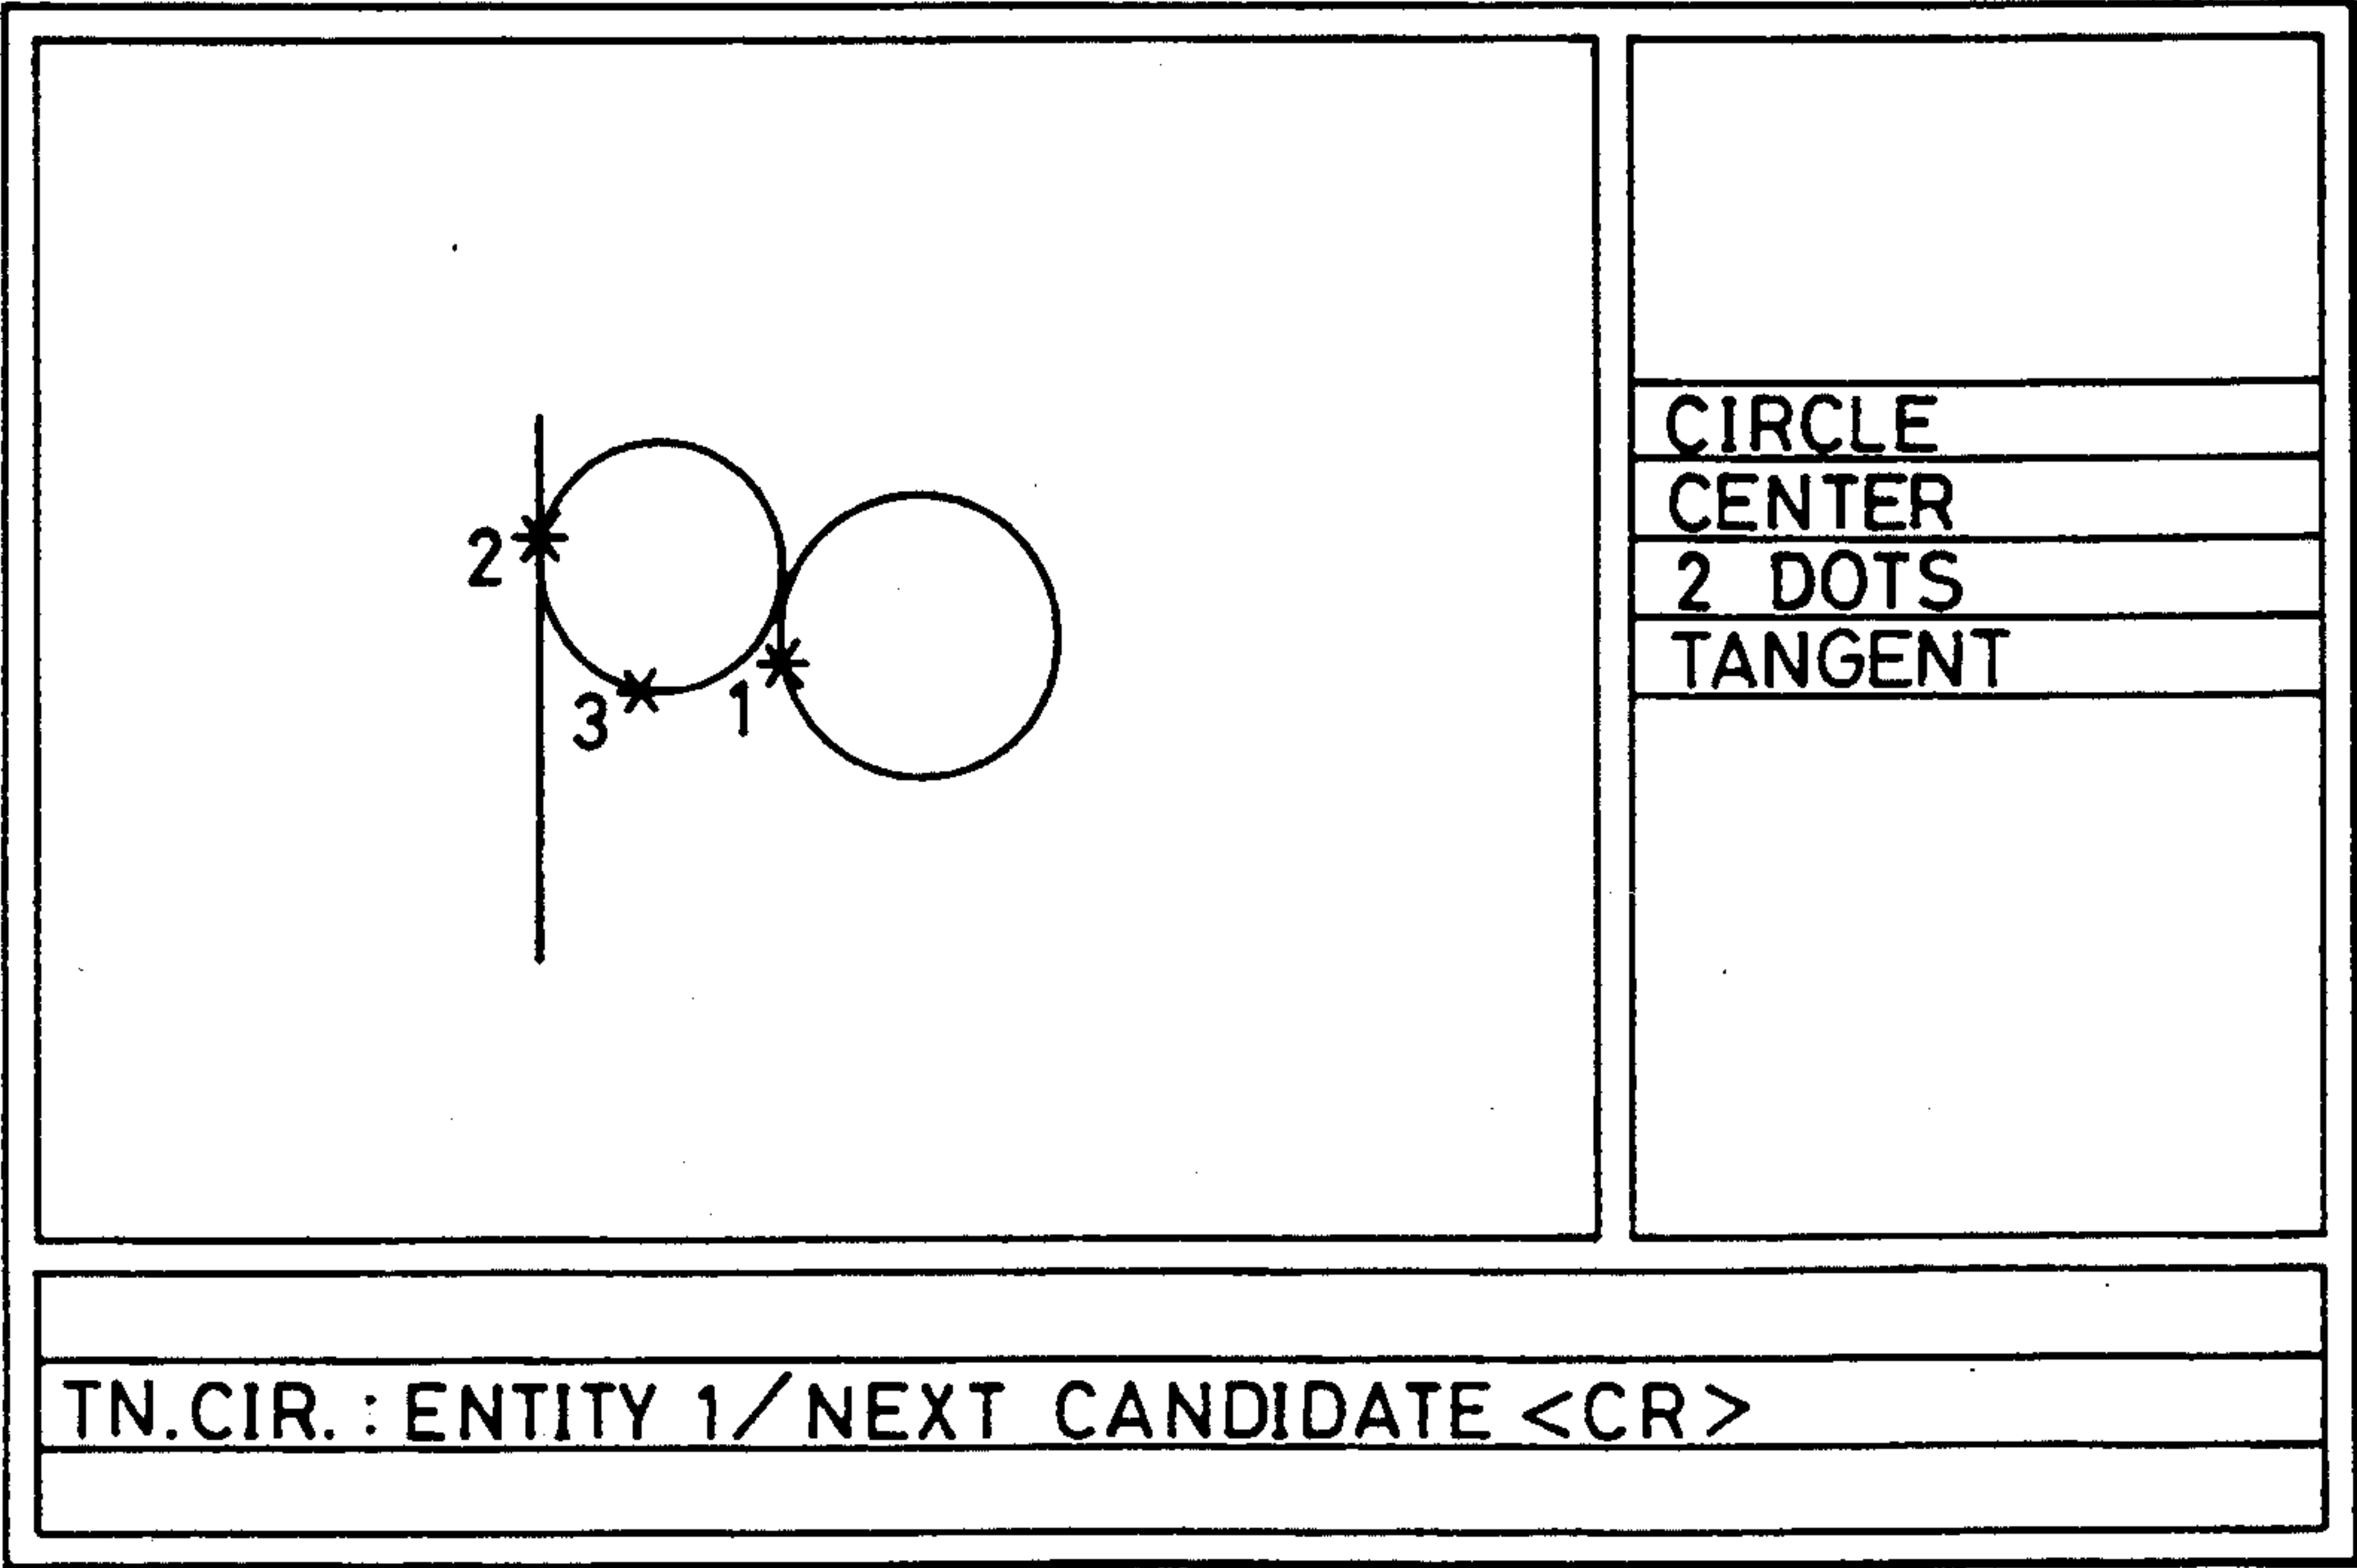 2
3
1
CIRCLE
CENTER
2 DOTS
TANGENT
TN.CIR.:ENTITY 1/NEXT CANDIDATE <CR>